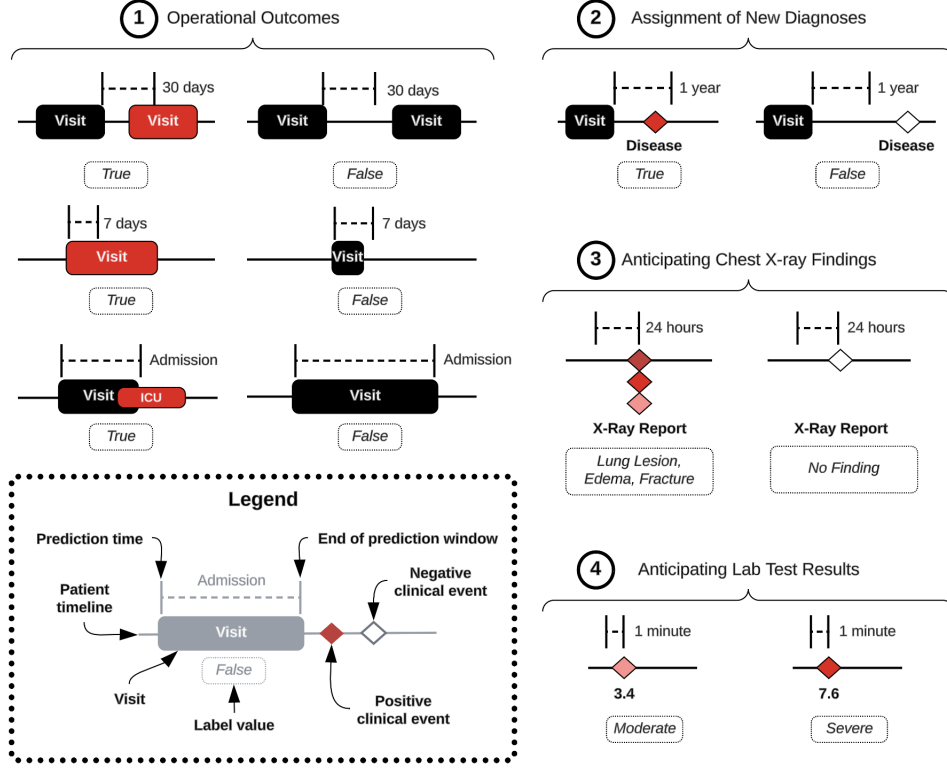 1 Operational Outcomes
30 days
Visit Visit
True
30 days
Visit Visit
False
7 days
Visit
True
7 days
Visit
False
Admission
Visit ICU
True
Admission
Visit
False
2 Assignment of New Diagnoses
1 year
Visit
Disease
True
1 year
Visit
Disease
False
3 Anticipating Chest X-ray Findings
24 hours
X-Ray Report
Lung Lesion,
Edema, Fracture
24 hours
X-Ray Report
No Finding
4 Anticipating Lab Test Results
1 minute
3.4
Moderate
1 minute
7.6
Severe
Legend
Prediction time
End of prediction window
Admission
Patient
timeline
Negative
clinical event
Visit
False
Visit
Label value
Positive
clinical event